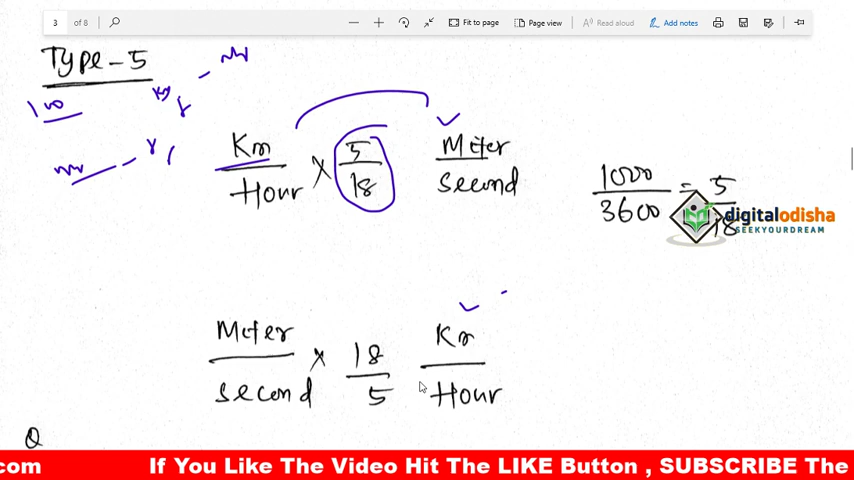 3 of 8 Fit to page Page view Read aloud Add notes
Type-5
Km/Hour × 5/18 Meter/Second
1000/3600 = 5/18
digitalodisha
SEEKYOURDREAM
Meter/Second × 18/5 Km/Hour
Q
com If You Like The Video Hit The LIKE Button , SUBSCRIBE The